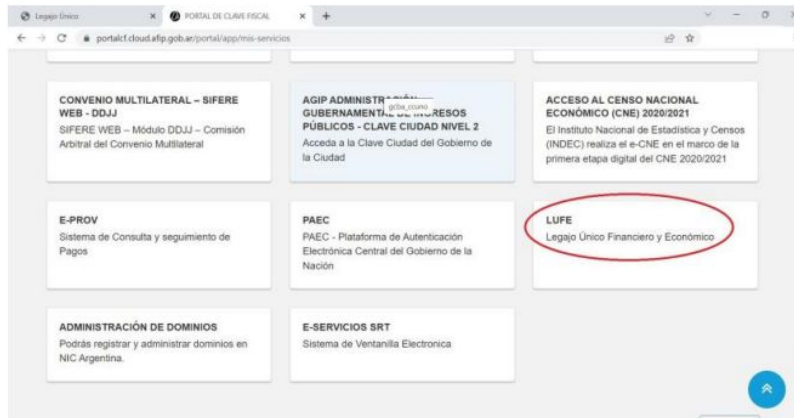 Legajo Único
PORTAL DE CLAVE FISCAL
portalcf.cloud.afip.gob.ar/portal/app/mis-servicios
CONVENIO MULTILATERAL – SIFERE
WEB - DDJJ
SIFERE WEB – Módulo DDJJ – Comisión
Arbitral del Convenio Multilateral
AGIP ADMINISTRACIÓN
gcba_ccuno
GUBERNAMENTAL DE INGRESOS
PÚBLICOS - CLAVE CIUDAD NIVEL 2
Acceda a la Clave Ciudad del Gobierno de
la Ciudad
ACCESO AL CENSO NACIONAL
ECONÓMICO (CNE) 2020/2021
El Instituto Nacional de Estadística y Censos
(INDEC) realiza el e-CNE en el marco de la
primera etapa digital del CNE 2020/2021
E-PROV
Sistema de Consulta y seguimiento de
Pagos
PAEC
PAEC - Plataforma de Autenticación
Electrónica Central del Gobierno de la
Nación
LUFE
Legajo Único Financiero y Económico
ADMINISTRACIÓN DE DOMINIOS
Podrás registrar y administrar dominios en
NIC Argentina.
E-SERVICIOS SRT
Sistema de Ventanilla Electronica